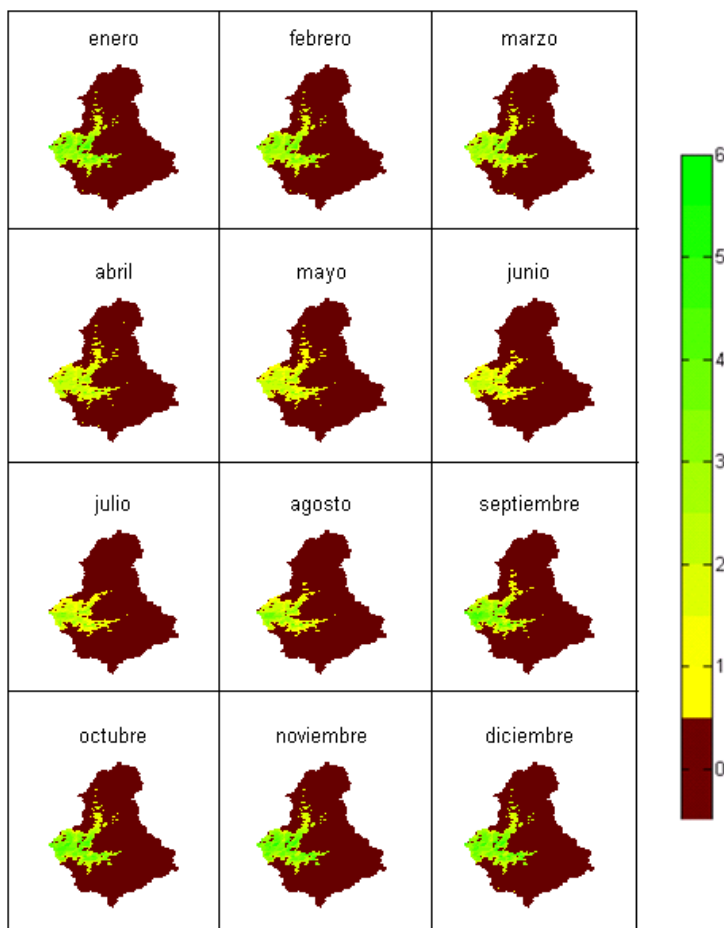 enero
febrero
marzo
abril
mayo
junio
julio
agosto
septiembre
octubre
noviembre
diciembre
6
5
4
3
2
1
0